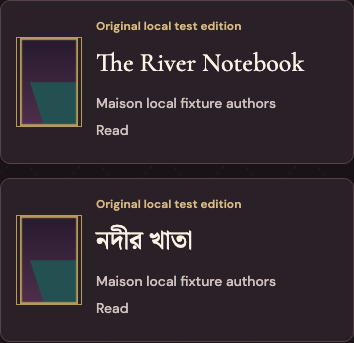 Original local test edition
The River Notebook
Maison local fixture authors
Read
Original local test edition
নদীর খাতা
Maison local fixture authors
Read